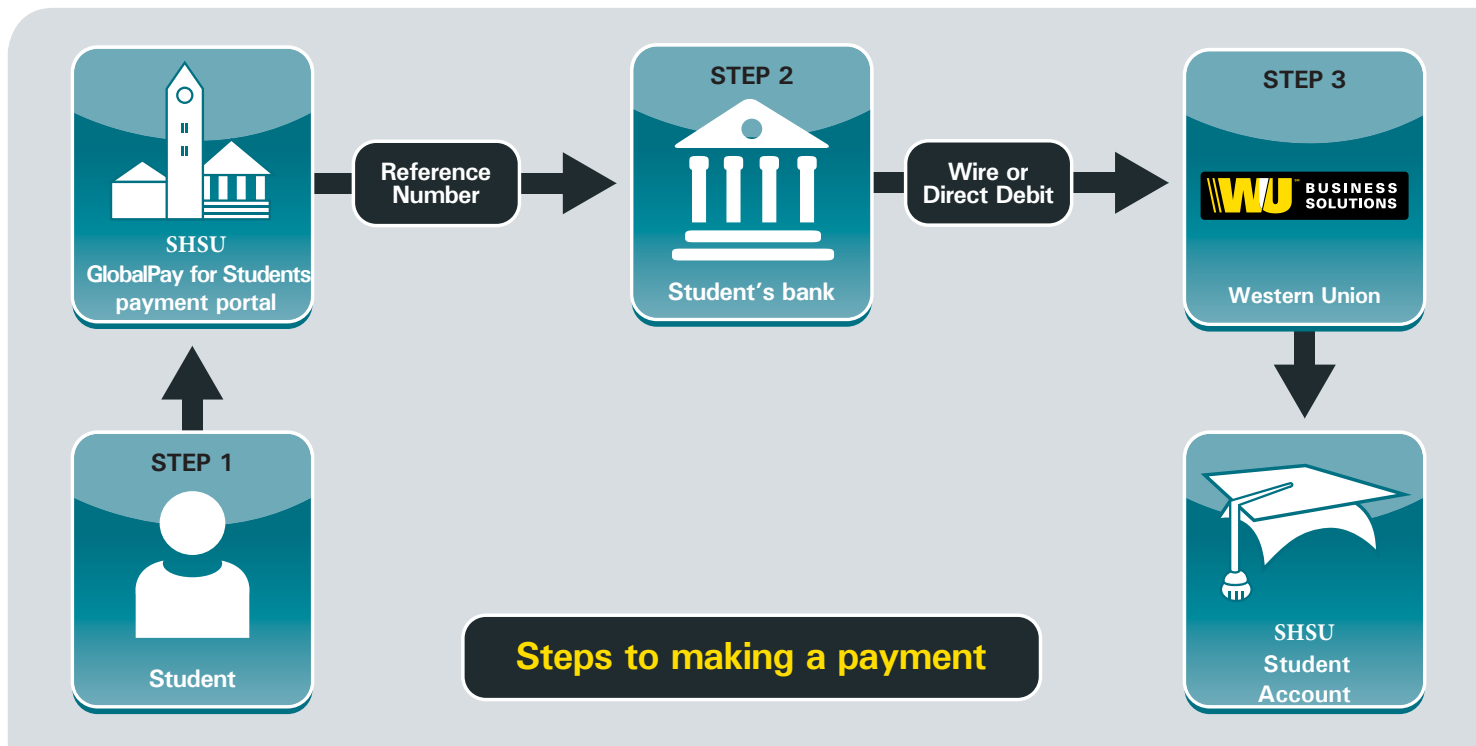 STEP 1
Student
SHSU
GlobalPay for Students
payment portal
Reference
Number
STEP 2
Student’s bank
Wire or
Direct Debit
STEP 3
WU BUSINESS
SOLUTIONS
Western Union
SHSU
Student
Account
Steps to making a payment